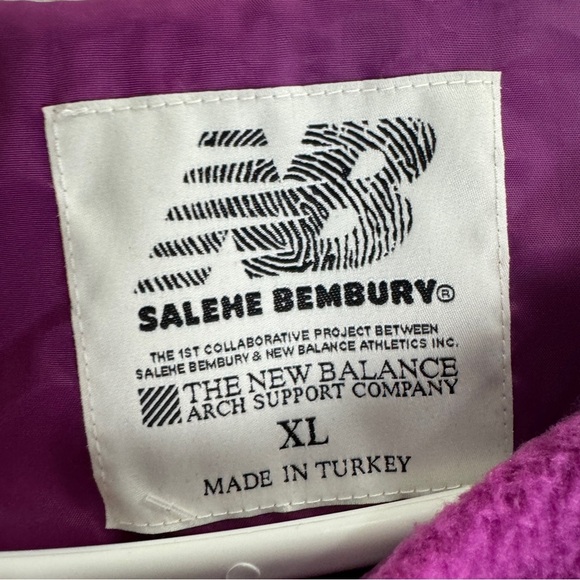 NB
SALEHE BEMBURY®
THE 1ST COLLABORATIVE PROJECT BETWEEN
SALEHE BEMBURY & NEW BALANCE ATHLETICS INC.
THE NEW BALANCE
ARCH SUPPORT COMPANY
XL
MADE IN TURKEY